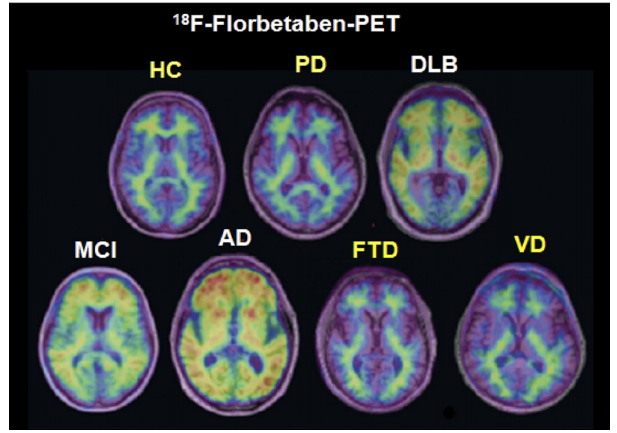 ¹⁸F-Florbetaben-PET
HC PD DLB
MCI AD FTD VD